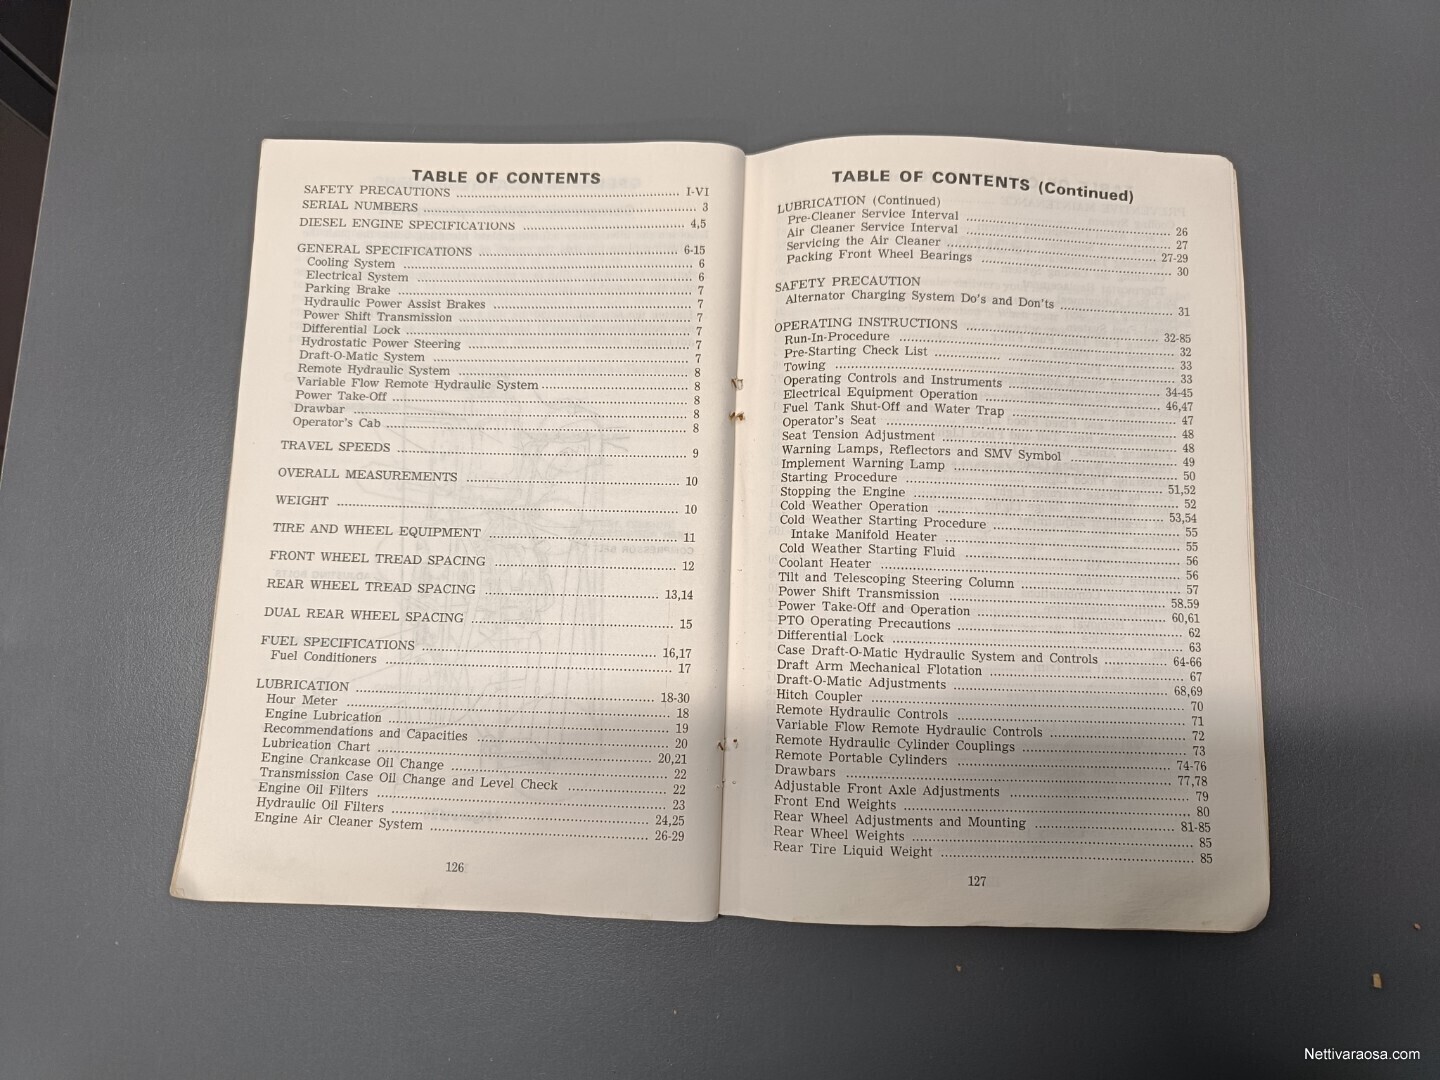 TABLE OF CONTENTS
SAFETY PRECAUTIONS ........ I-VI
SERIAL NUMBERS ........ 3
DIESEL ENGINE SPECIFICATIONS ........ 4,5
GENERAL SPECIFICATIONS ........ 6-15
Cooling System ........ 6
Electrical System ........ 6
Parking Brake ........ 7
Hydraulic Power Assist Brakes ........ 7
Power Shift Transmission ........ 7
Differential Lock ........ 7
Hydrostatic Power Steering ........ 7
Draft-O-Matic System ........ 7
Remote Hydraulic System ........ 8
Variable Flow Remote Hydraulic System ........ 8
Power Take-Off ........ 8
Drawbar ........ 8
Operator's Cab ........ 8
TRAVEL SPEEDS ........ 9
OVERALL MEASUREMENTS ........ 10
WEIGHT ........ 10
TIRE AND WHEEL EQUIPMENT ........ 11
FRONT WHEEL TREAD SPACING ........ 12
REAR WHEEL TREAD SPACING ........ 13,14
DUAL REAR WHEEL SPACING ........ 15
FUEL SPECIFICATIONS ........ 16,17
Fuel Conditioners ........ 17
LUBRICATION ........ 18-30
Hour Meter ........ 18
Engine Lubrication ........ 19
Recommendations and Capacities ........ 20
Lubrication Chart ........ 20,21
Engine Crankcase Oil Change ........ 22
Transmission Case Oil Change and Level Check ........ 22
Engine Oil Filters ........ 23
Hydraulic Oil Filters ........ 24,25
Engine Air Cleaner System ........ 26-29
126
TABLE OF CONTENTS (Continued)
LUBRICATION (Continued)
Pre-Cleaner Service Interval ........ 26
Air Cleaner Service Interval ........ 27
Servicing the Air Cleaner ........ 27-29
Packing Front Wheel Bearings ........ 30
SAFETY PRECAUTION
Alternator Charging System Do's and Don'ts ........ 31
OPERATING INSTRUCTIONS ........ 32-85
Run-In-Procedure ........ 32
Pre-Starting Check List ........ 33
Towing ........ 33
Operating Controls and Instruments ........ 34-45
Electrical Equipment Operation ........ 46,47
Fuel Tank Shut-Off and Water Trap ........ 47
Operator's Seat ........ 48
Seat Tension Adjustment ........ 48
Warning Lamps, Reflectors and SMV Symbol ........ 49
Implement Warning Lamp ........ 50
Starting Procedure ........ 51,52
Stopping the Engine ........ 52
Cold Weather Operation ........ 53,54
Cold Weather Starting Procedure ........ 55
Intake Manifold Heater ........ 55
Cold Weather Starting Fluid ........ 56
Coolant Heater ........ 56
Tilt and Telescoping Steering Column ........ 57
Power Shift Transmission ........ 58.59
Power Take-Off and Operation ........ 60,61
PTO Operating Precautions ........ 62
Differential Lock ........ 63
Case Draft-O-Matic Hydraulic System and Controls ........ 64-66
Draft Arm Mechanical Flotation ........ 67
Draft-O-Matic Adjustments ........ 68,69
Hitch Coupler ........ 70
Remote Hydraulic Controls ........ 71
Variable Flow Remote Hydraulic Controls ........ 72
Remote Hydraulic Cylinder Couplings ........ 73
Remote Portable Cylinders ........ 74-76
Drawbars ........ 77,78
Adjustable Front Axle Adjustments ........ 79
Front End Weights ........ 80
Rear Wheel Adjustments and Mounting ........ 81-85
Rear Wheel Weights ........ 85
Rear Tire Liquid Weight ........ 85
127
Nettivaraosa.com